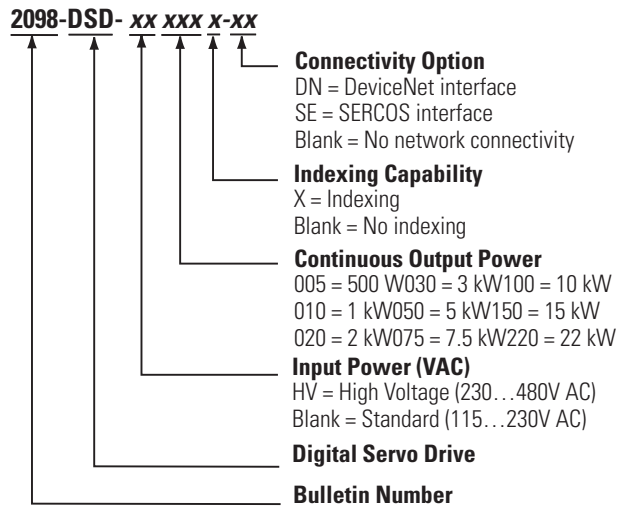 2098-DSD- xx xxx x-xx
Connectivity Option
DN = DeviceNet interface
SE = SERCOS interface
Blank = No network connectivity
Indexing Capability
X = Indexing
Blank = No indexing
Continuous Output Power
005 = 500 W030 = 3 kW100 = 10 kW
010 = 1 kW050 = 5 kW150 = 15 kW
020 = 2 kW075 = 7.5 kW220 = 22 kW
Input Power (VAC)
HV = High Voltage (230…480V AC)
Blank = Standard (115…230V AC)
Digital Servo Drive
Bulletin Number